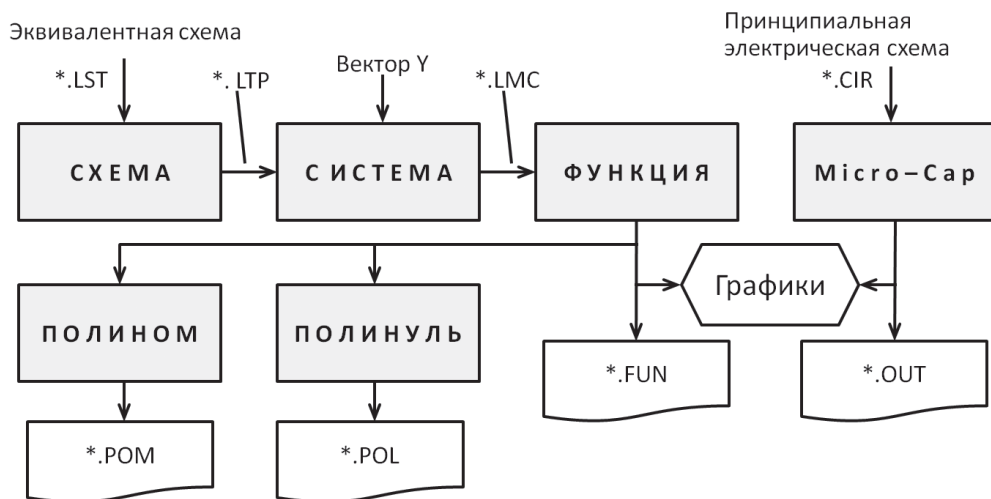 Эквивалентная схема
*.LST
*. LTP
Вектор Y
*.LMC
Принципиальная
электрическая схема
*.CIR
СХЕМА
СИСТЕМА
ФУНКЦИЯ
Micro–Cap
Графики
ПОЛИНОМ
ПОЛИНУЛЬ
*.FUN
*.OUT
*.POM
*.POL